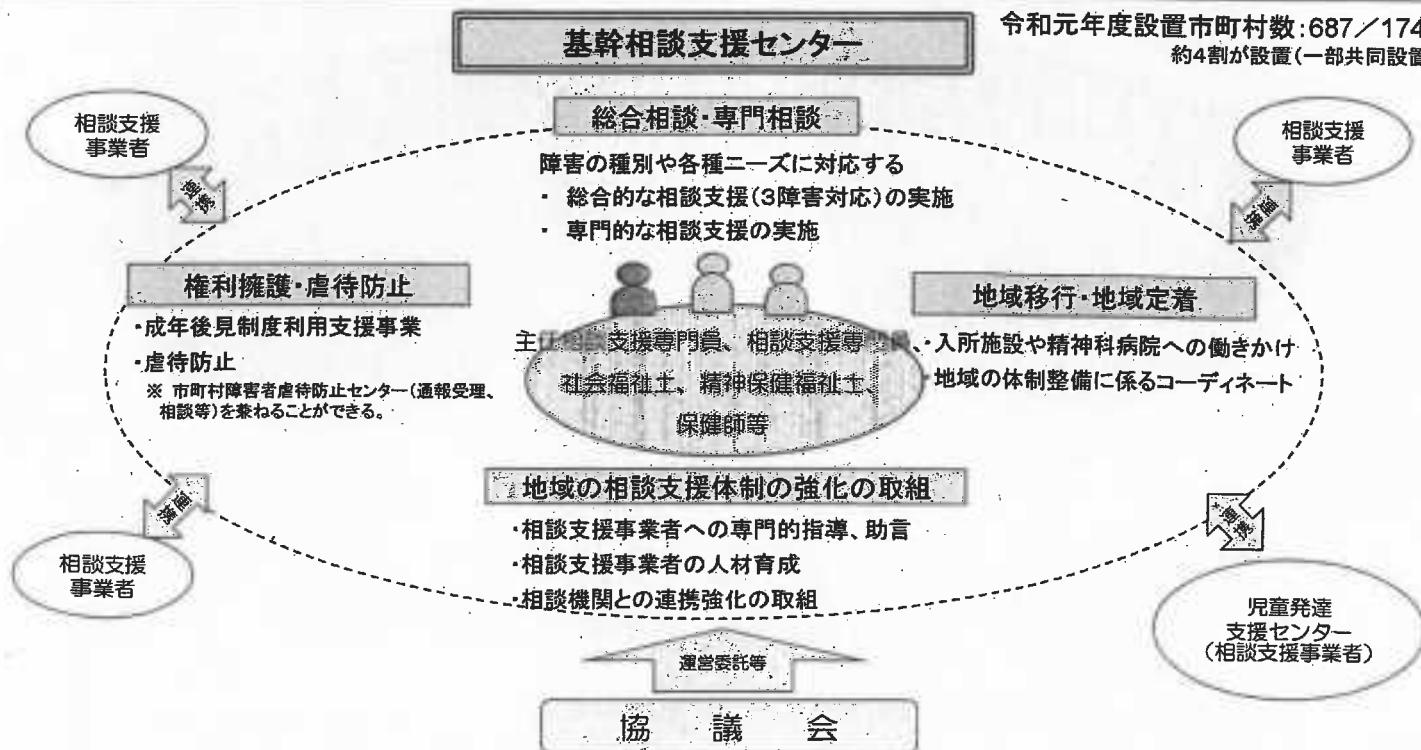 基幹相談支援センター
令和元年度設置市町村数:687/174
約4割が設置(一部共同設置
相談支援
事業者
連携
総合相談・専門相談
障害の種別や各種ニーズに対応する
・ 総合的な相談支援(3障害対応)の実施
・ 専門的な相談支援の実施
相談支援
事業者
連携
権利擁護・虐待防止
・成年後見制度利用支援事業
・虐待防止
※ 市町村障害者虐待防止センター(通報受理、
相談等)を兼ねることができる。
主任相談支援専門員、相談支援専門員、
社会福祉士、精神保健福祉士、
保健師等
地域移行・地域定着
・入所施設や精神科病院への働きかけ
・地域の体制整備に係るコーディネート
地域の相談支援体制の強化の取組
・相談支援事業者への専門的指導、助言
・相談支援事業者の人材育成
・相談機関との連携強化の取組
連携
相談支援
事業者
連携
児童発達
支援センター
(相談支援事業者)
運営委託等
協 議 会